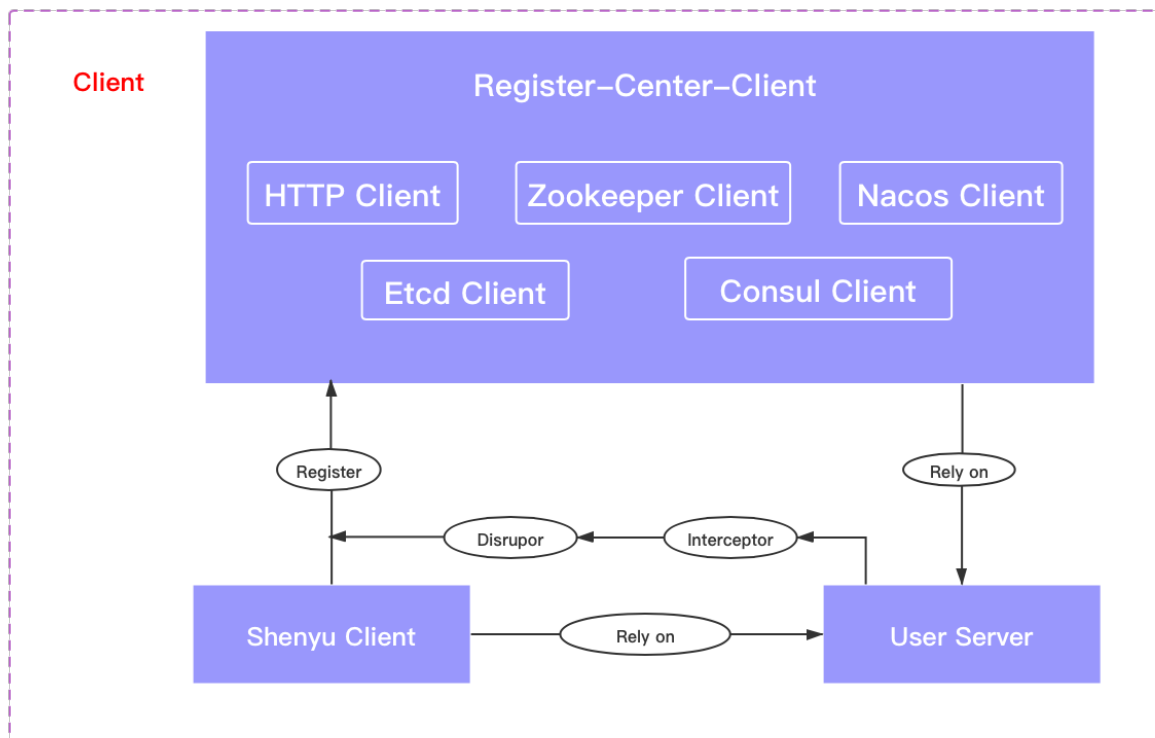 Client
Register–Center–Client
HTTP Client
Zookeeper Client
Nacos Client
Etcd Client
Consul Client
Register
Rely on
Disrupor
Interceptor
Shenyu Client
Rely on
User Server